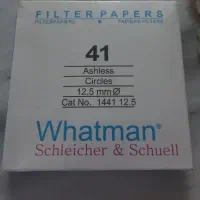 FILTER PAPERS
41
Ashless
Circles
12,5 mm Ø
Cat No. 1441 12,5
Whatman®
Schleicher & Schuell